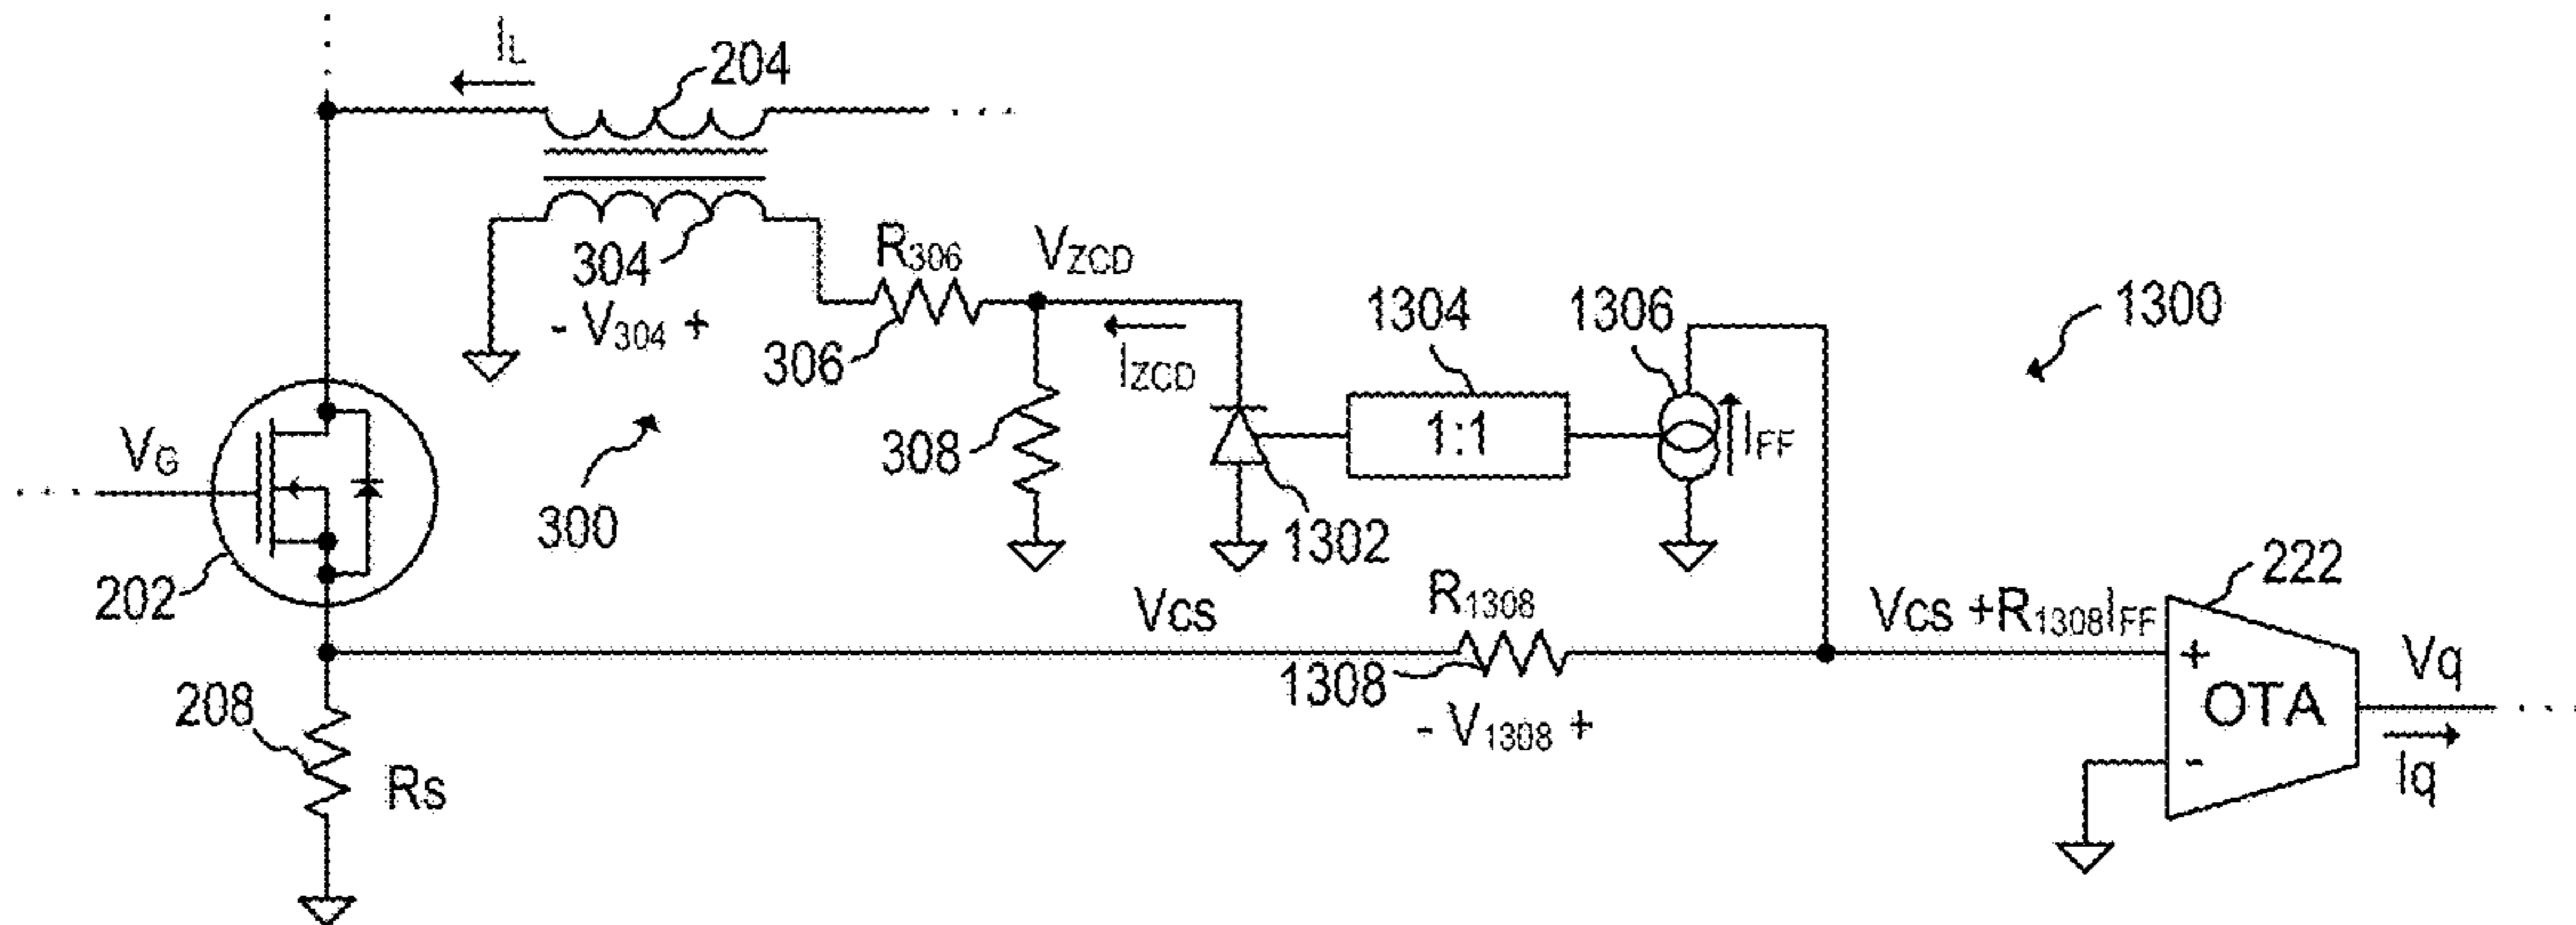 IL
204
304
- V304 +
R306
306
VZCD
IZCD
308
300
1304
1:1
1306
IFF
1302
1300
VG
202
208
Rs
Vcs
R1308
1308
- V1308 +
Vcs +R1308IFF
222
+
OTA
-
Vq
Iq